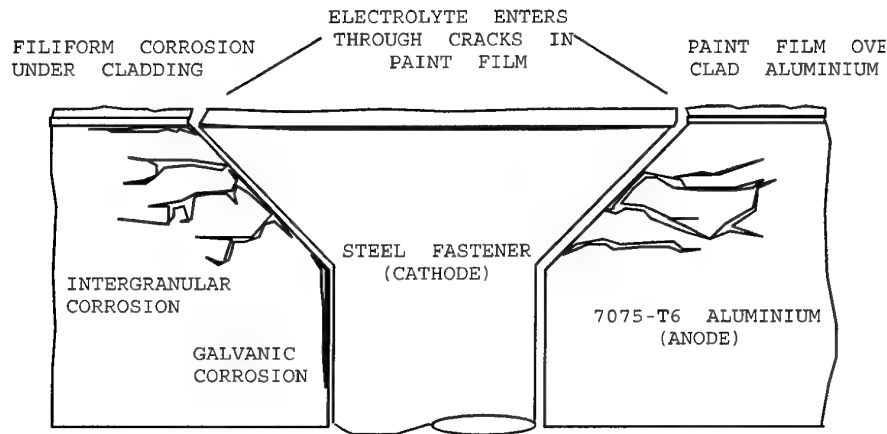 ELECTROLYTE ENTERS
THROUGH CRACKS IN
PAINT FILM
FILIFORM CORROSION
UNDER CLADDING
PAINT FILM OVE
CLAD ALUMINIUM
STEEL FASTENER
(CATHODE)
INTERGRANULAR
CORROSION
7075-T6 ALUMINIUM
(ANODE)
GALVANIC
CORROSION